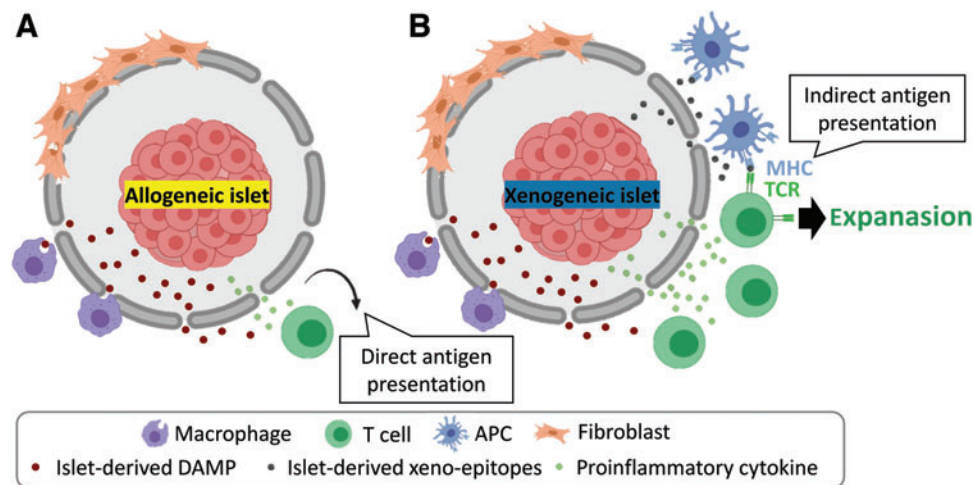 A
B
Allogeneic islet
Direct antigen
presentation
Xenogeneic islet
Indirect antigen
presentation
MHC
TCR
Expanasion
Macrophage T cell APC Fibroblast
Islet-derived DAMP Islet-derived xeno-epitopes Proinflammatory cytokine